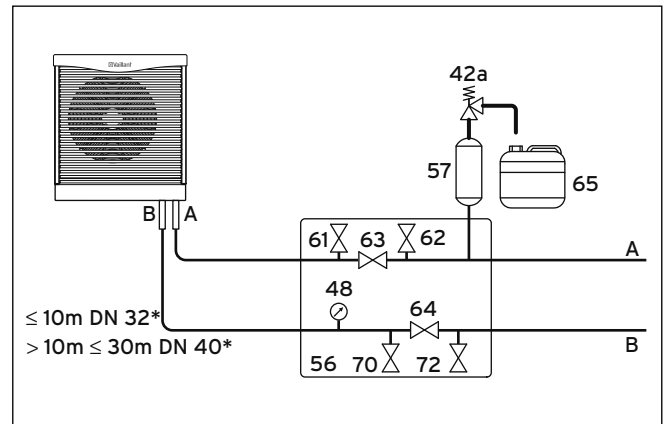 Vaillant
42a
57
65
B A
61 63 62
A
48
64
≤ 10m DN 32*
> 10m ≤ 30m DN 40*
B
56 70 72